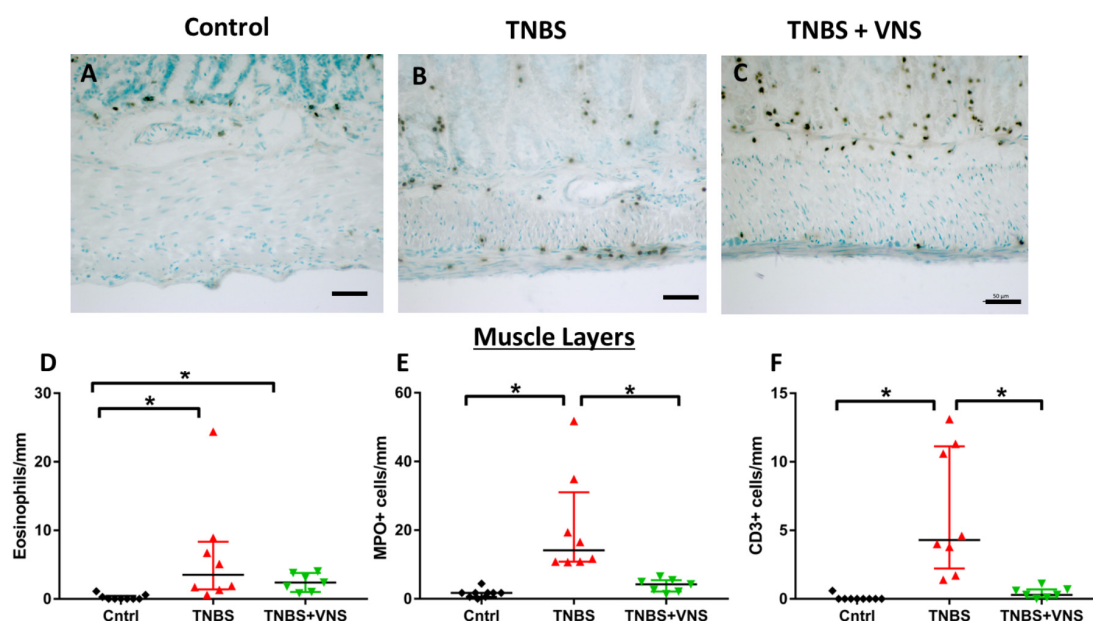 Control TNBS TNBS + VNS
A B C
50 µm
Muscle Layers
D E F
* * * * *
30 60 15
20 40 10
10 20 5
0 0 0
Eosinophils/mm
MPO+ cells/mm
CD3+ cells/mm
Cntrl TNBS TNBS+VNS Cntrl TNBS TNBS+VNS Cntrl TNBS TNBS+VNS